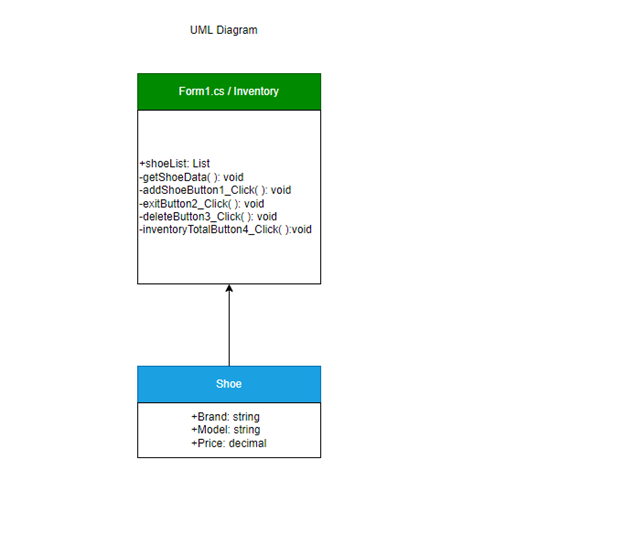 UML Diagram
Form1.cs / Inventory
+shoeList: List
-getShoeData( ): void
-addShoeButton1_Click( ): void
-exitButton2_Click( ): void
-deleteButton3_Click( ): void
-inventoryTotalButton4_Click( ):void
Shoe
+Brand: string
+Model: string
+Price: decimal